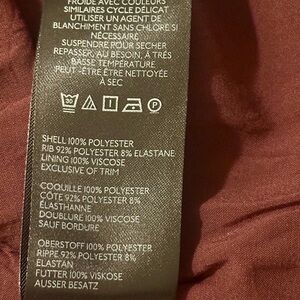 FROIDE AVEC COULEURS
SIMILAIRES CYCLE DÉLICAT
UTILISER UN AGENT DE
BLANCHIMENT SANS CHLORE SI
NÉCESSAIRE
SUSPENDRE POUR SECHER
REPASSER, AU BESOIN À TRÈS
BASSE TEMPÉRATURE
PEUT-ÊTRE ÊTRE NETTOYÉE
À SEC
30 P
SHELL 100% POLYESTER
RIB 92% POLYESTER 8% ELASTANE
LINING 100% VISCOSE
EXCLUSIVE OF TRIM
COQUILLE 100% POLYESTER
CÔTE 92% POLYESTER 8%
ÉLASTHANNE
DOUBLURE 100% VISCOSE
SAUF BORDURE
OBERSTOFF 100% POLYESTER
RIPPE 92% POLYESTER 8%
ELASTAN
FUTTER 100% VISKOSE
AUSSER BESATZ